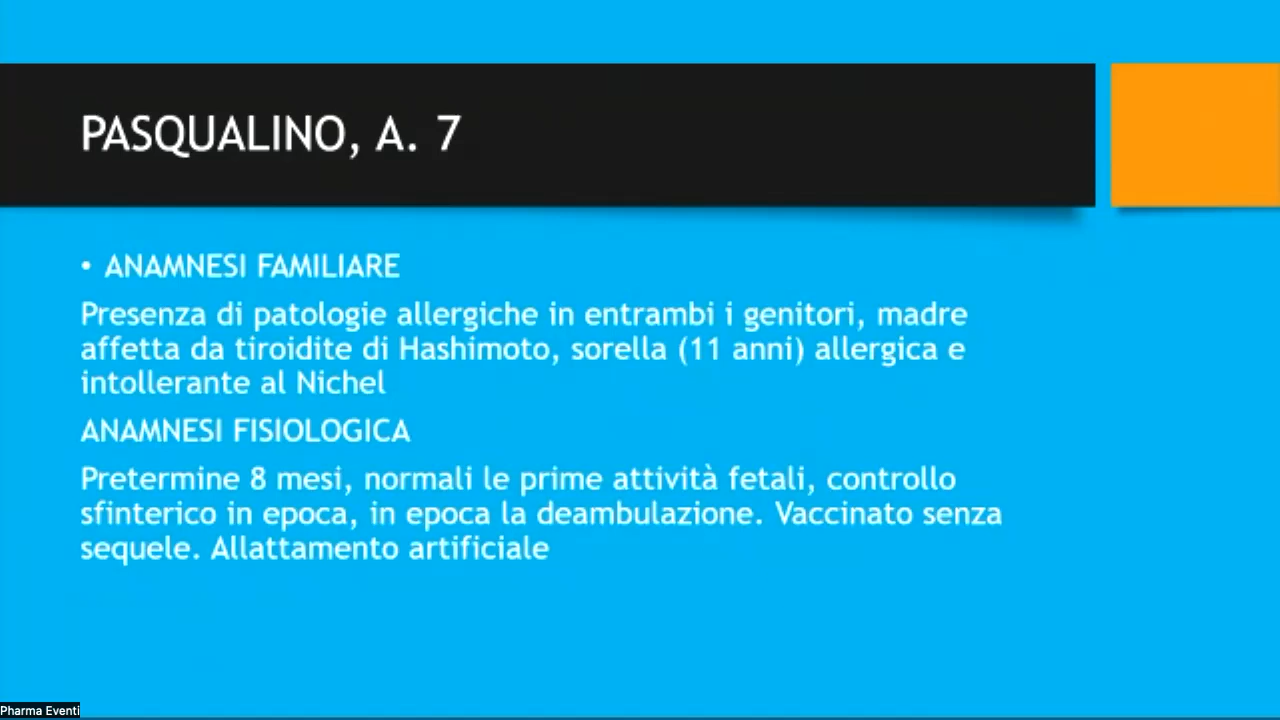 PASQUALINO, A. 7
• ANAMNESI FAMILIARE
Presenza di patologie allergiche in entrambi i genitori, madre
affetta da tiroidite di Hashimoto, sorella (11 anni) allergica e
intollerante al Nichel
ANAMNESI FISIOLOGICA
Pretermine 8 mesi, normali le prime attività fetali, controllo
sfinterico in epoca, in epoca la deambulazione. Vaccinato senza
sequele. Allattamento artificiale
Pharma Eventi